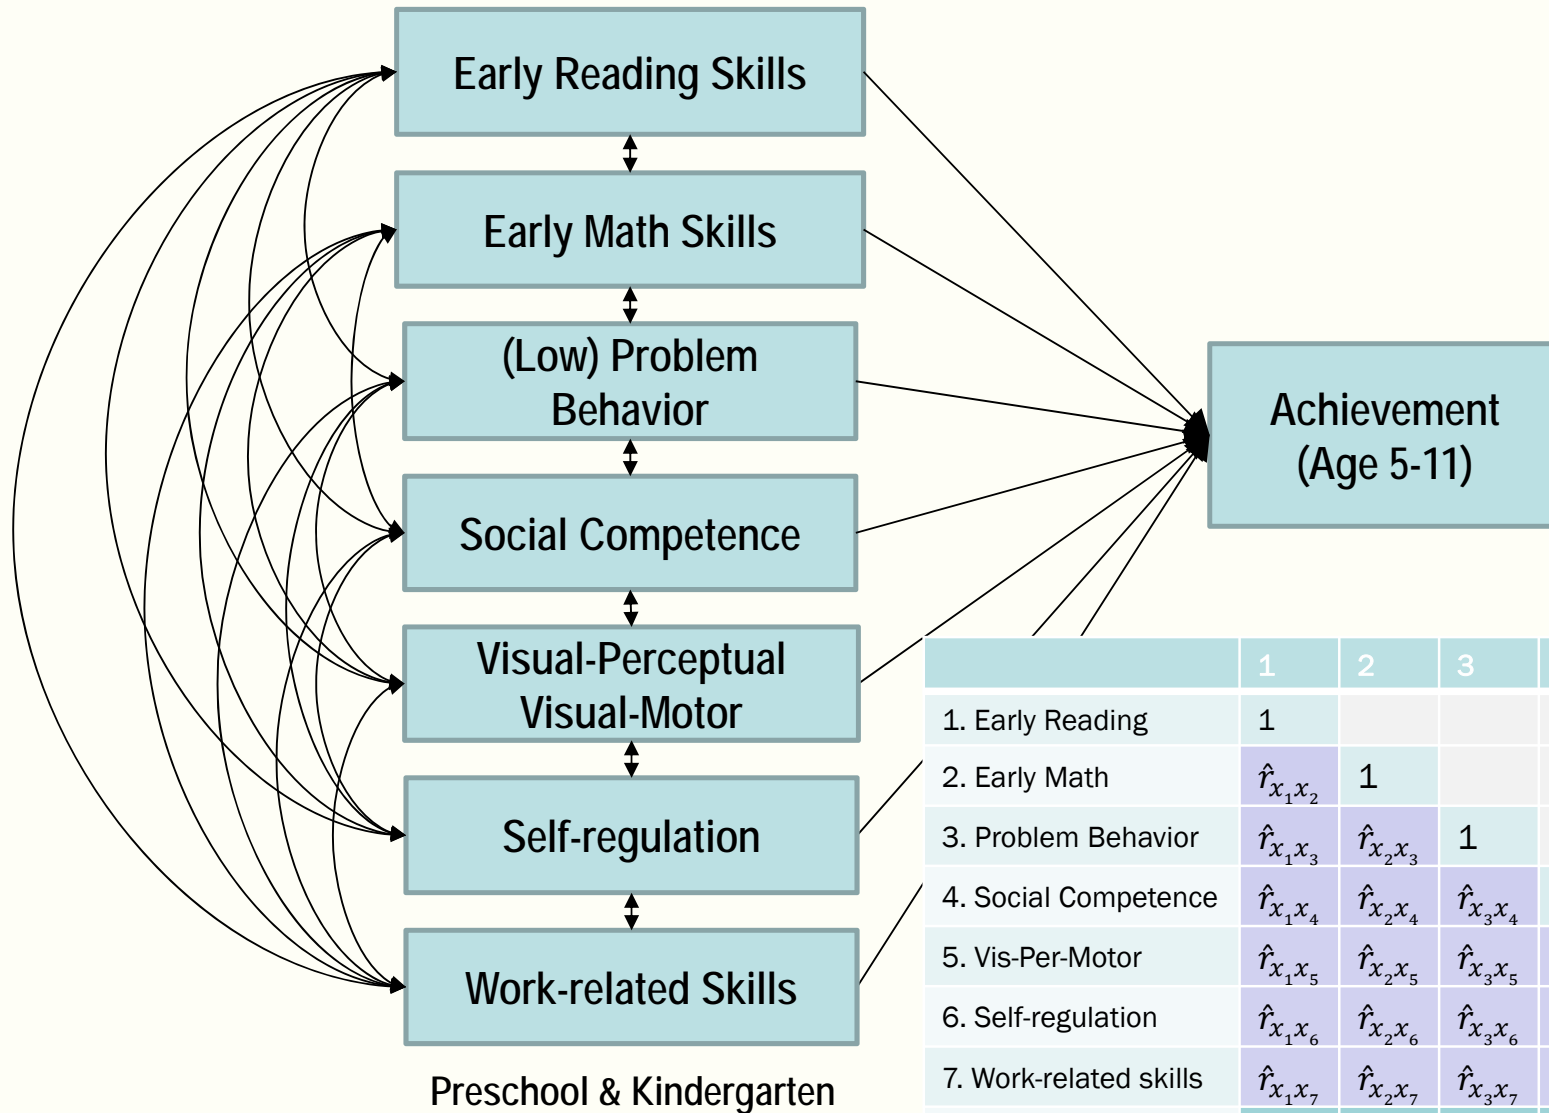 Early Reading Skills
Early Math Skills
(Low) Problem
Behavior
Social Competence
Visual-Perceptual
Visual-Motor
Self-regulation
Work-related Skills
Preschool & Kindergarten
Achievement
(Age 5-11)
1 2 3
1. Early Reading 1
2. Early Math r̂x₁x₂ 1
3. Problem Behavior r̂x₁x₃ r̂x₂x₃ 1
4. Social Competence r̂x₁x₄ r̂x₂x₄ r̂x₃x₄
5. Vis-Per-Motor r̂x₁x₅ r̂x₂x₅ r̂x₃x₅
6. Self-regulation r̂x₁x₆ r̂x₂x₆ r̂x₃x₆
7. Work-related skills r̂x₁x₇ r̂x₂x₇ r̂x₃x₇